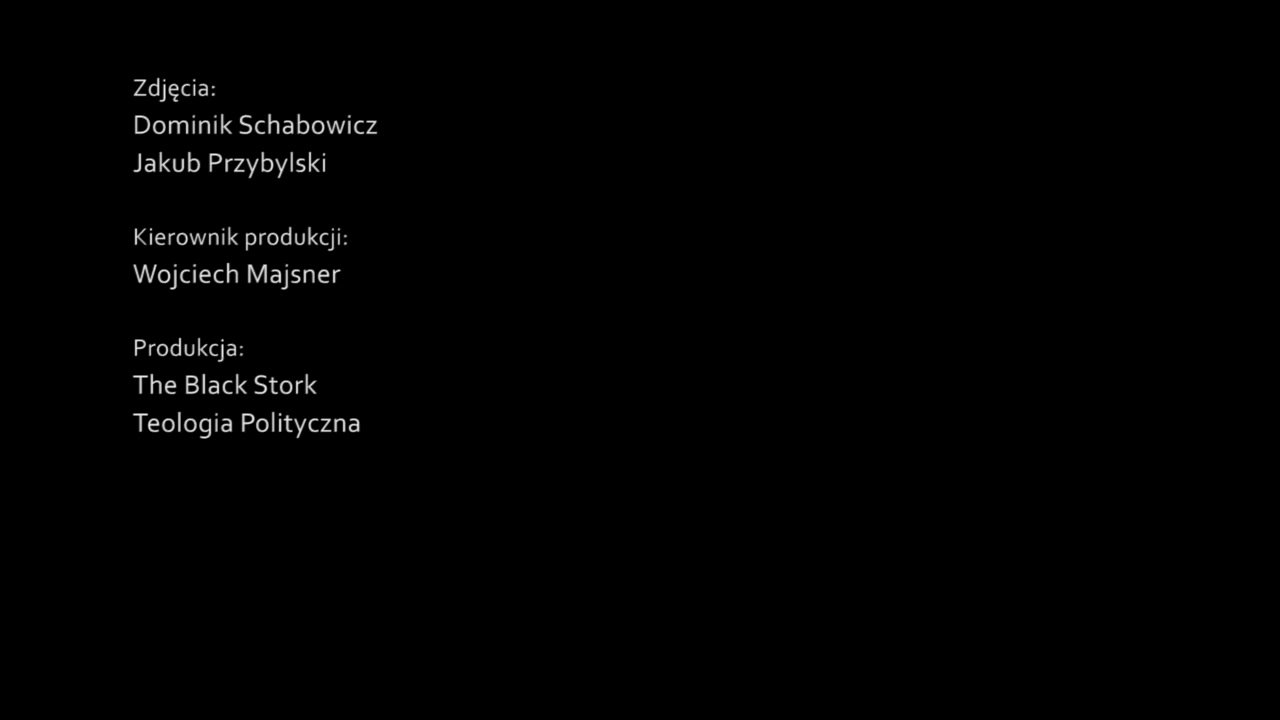 Zdjęcia:
Dominik Schabowicz
Jakub Przybylski
Kierownik produkcji:
Wojciech Majsner
Produkcja:
The Black Stork
Teologia Polityczna